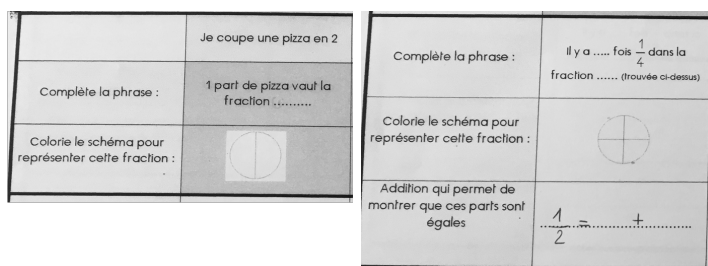 Je coupe une pizza en 2
Complète la phrase :
1 part de pizza vaut la
fraction ..........
Colorie le schéma pour
représenter cette fraction :
Complète la phrase :
Il y a ..... fois 1/4 dans la
fraction ...... (trouvée ci-dessus)
Colorie le schéma pour
représenter cette fraction :
Addition qui permet de
montrer que ces parts sont
égales
1/2 = ............ + ............